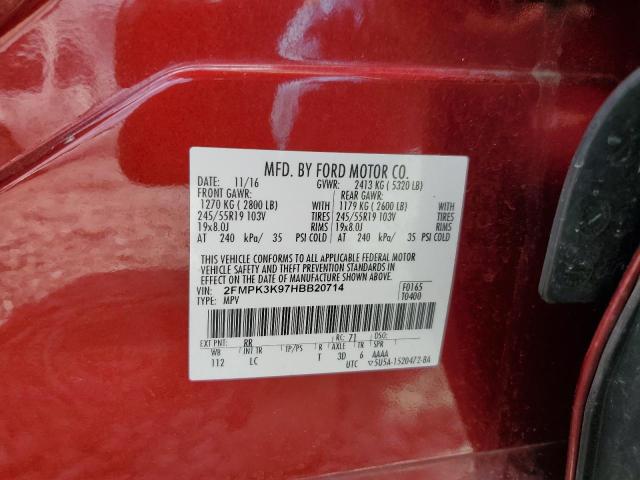 MFD. BY FORD MOTOR CO.
DATE: 11/16 GVWR: 2413 KG ( 5320 LB)
FRONT GAWR: REAR GAWR:
1270 KG ( 2800 LB) WITH 1179 KG ( 2600 LB) WITH
245/55R19 103V TIRES 245/55R19 103V TIRES
19x8.0J RIMS 19x8.0J RIMS
AT 240 kPa/ 35 PSI COLD AT 240 kPa/ 35 PSI COLD
THIS VEHICLE CONFORMS TO ALL APPLICABLE FEDERAL MOTOR
VEHICLE SAFETY AND THEFT PREVENTION STANDARDS IN
EFFECT ON THE DATE OF MANUFACTURE SHOWN ABOVE.
VIN: 2FMPK3K97HBB20714 F0165
TYPE: MPV T0400
EXT PNT: RR RC: 71 DSO:
WB INT TR TP/PS R AXLE TR SPR
112 LC T 3D 6 AAAA
UTC ▽5U5A-1520472-BA